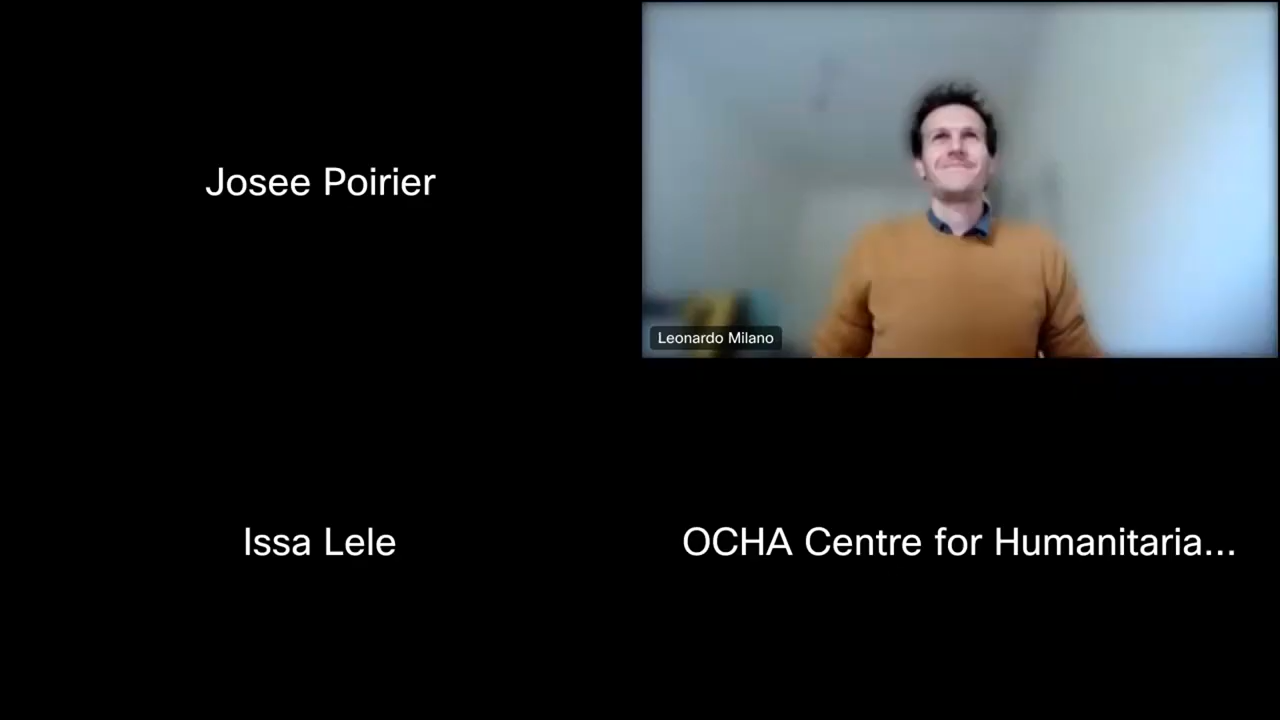 Josee Poirier
Leonardo Milano
Issa Lele
OCHA Centre for Humanitaria...